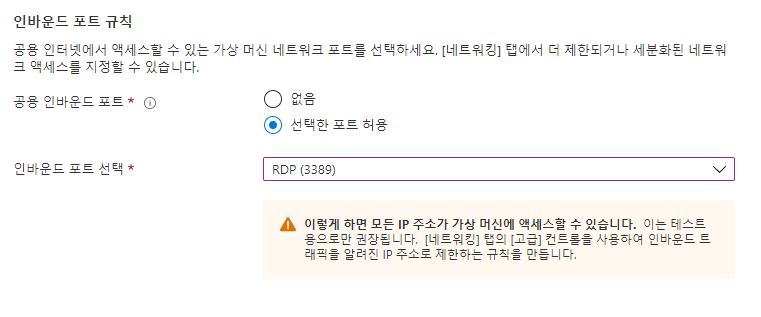 인바운드 포트 규칙
공용 인터넷에서 액세스할 수 있는 가상 머신 네트워크 포트를 선택하세요. [네트워킹] 탭에서 더 제한되거나 세분화된 네트워
크 액세스를 지정할 수 있습니다.
공용 인바운드 포트 *
없음
선택한 포트 허용
인바운드 포트 선택 *
RDP (3389)
이렇게 하면 모든 IP 주소가 가상 머신에 액세스할 수 있습니다. 이는 테스트
용으로만 권장됩니다. [네트워킹] 탭의 [고급] 컨트롤을 사용하여 인바운드 트
래픽을 알려진 IP 주소로 제한하는 규칙을 만듭니다.